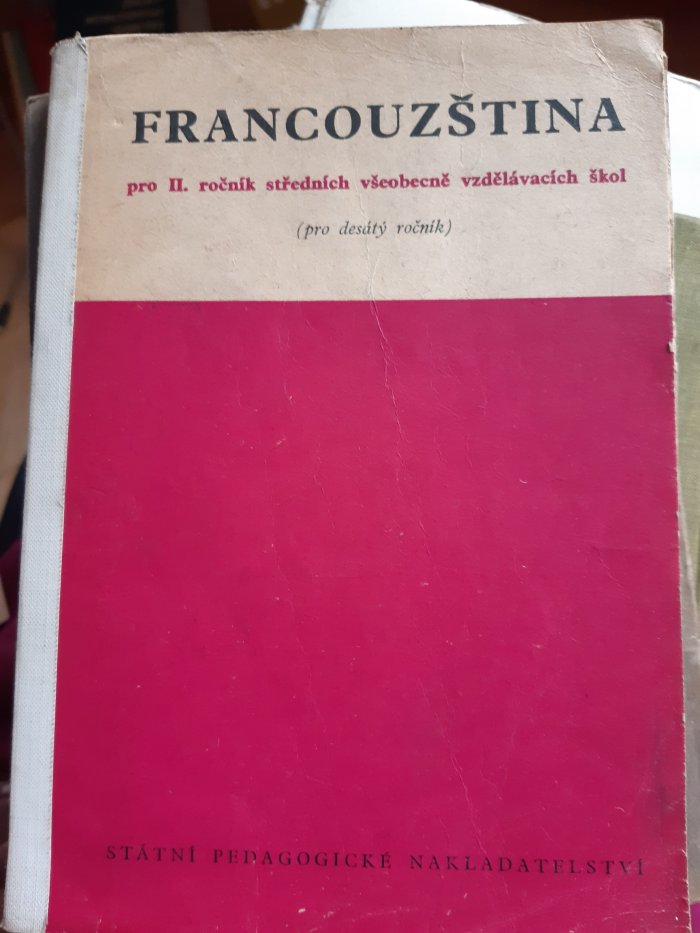 FRANCOUZŠTINA
pro II. ročník středních všeobecně vzdělávacích škol
(pro desátý ročník)
STÁTNÍ PEDAGOGICKÉ NAKLADATELSTVÍ